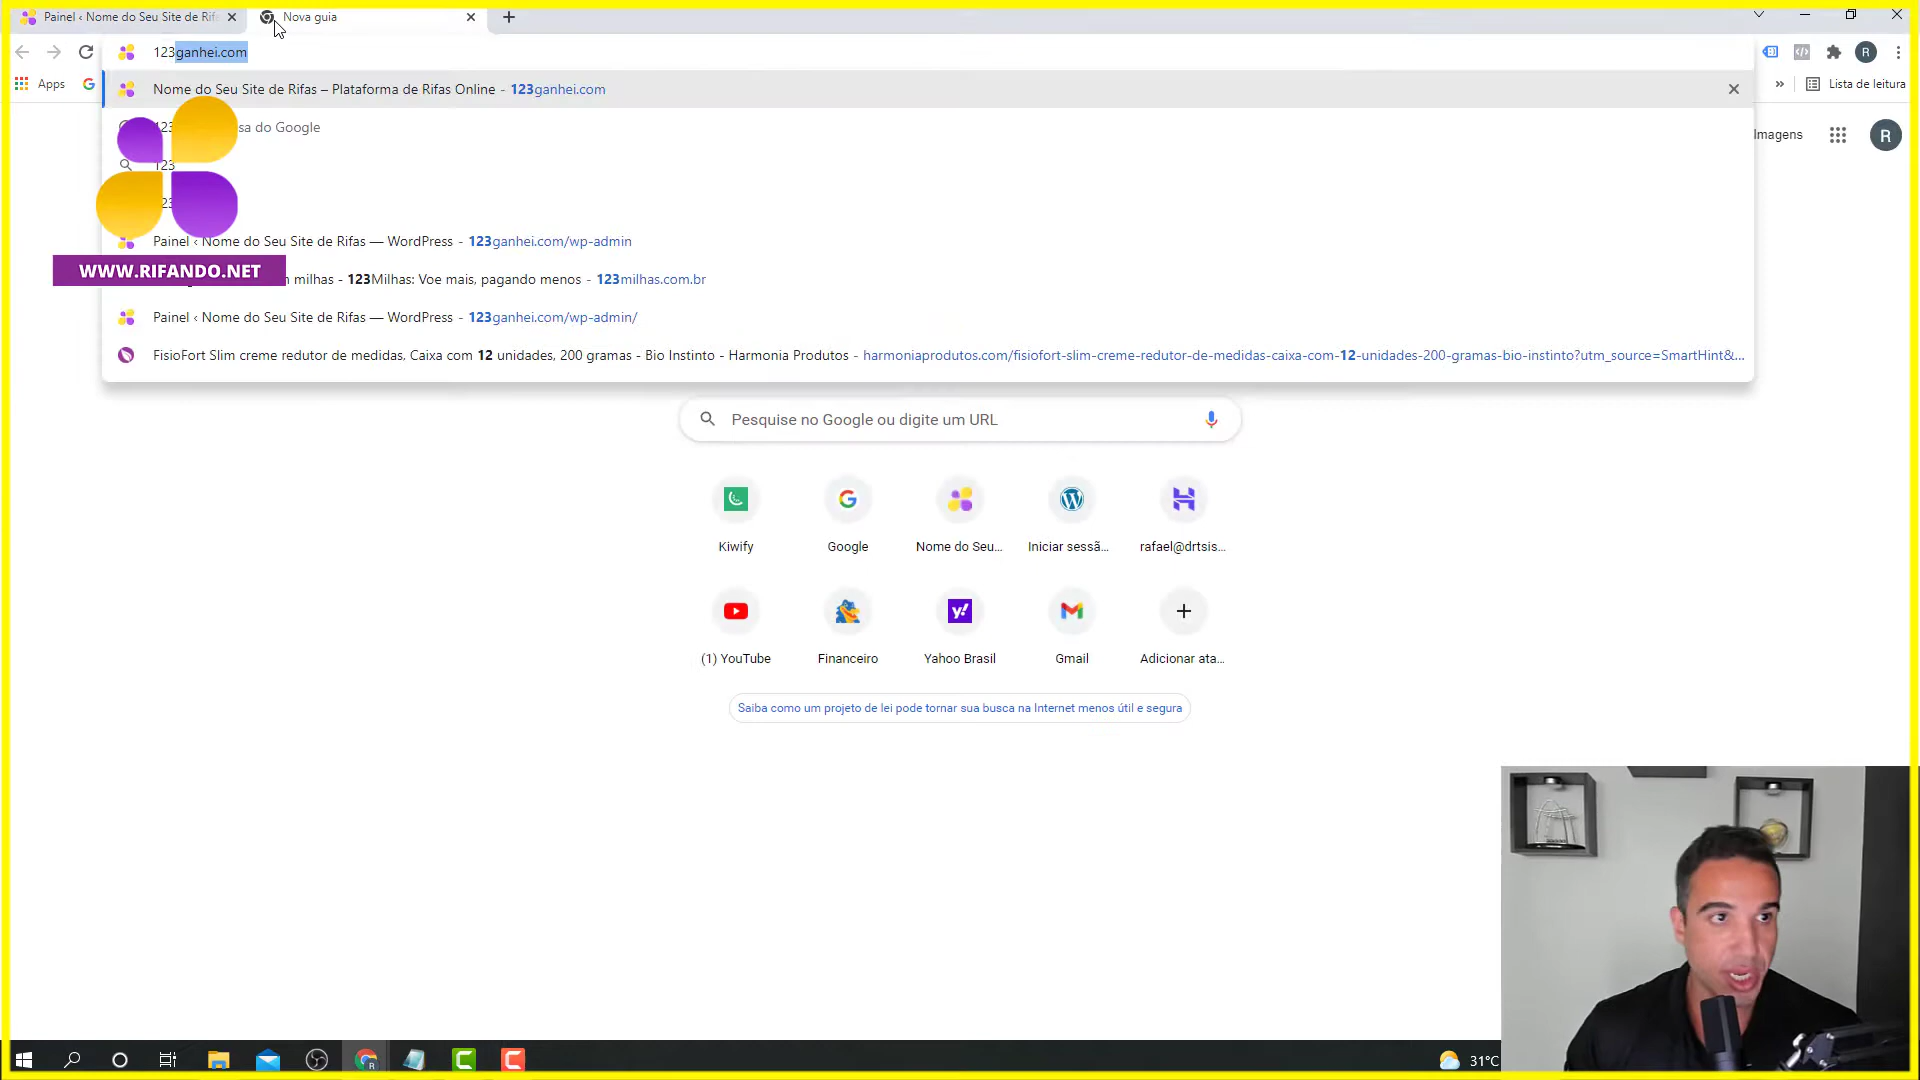 Painel ‹ Nome do Seu Site de Rif
Nova guia
123ganhei.com
Apps
Lista de leitura
Nome do Seu Site de Rifas – Plataforma de Rifas Online - 123ganhei.com
sa do Google
123
Imagens
R
Painel ‹ Nome do Seu Site de Rifas — WordPress - 123ganhei.com/wp-admin
WWW.RIFANDO.NET
milhas - 123Milhas: Voe mais, pagando menos - 123milhas.com.br
Painel ‹ Nome do Seu Site de Rifas — WordPress - 123ganhei.com/wp-admin/
FisioFort Slim creme redutor de medidas, Caixa com 12 unidades, 200 gramas - Bio Instinto - Harmonia Produtos - harmoniaprodutos.com/fisiofort-slim-creme-redutor-de-medidas-caixa-com-12-unidades-200-gramas-bio-instinto?utm_source=SmartHint&...
Pesquise no Google ou digite um URL
Kiwify
Google
Nome do Seu...
Iniciar sessã...
rafael@drtsis...
(1) YouTube
Financeiro
Yahoo Brasil
Gmail
Adicionar ata...
Saiba como um projeto de lei pode tornar sua busca na Internet menos útil e segura
31°C